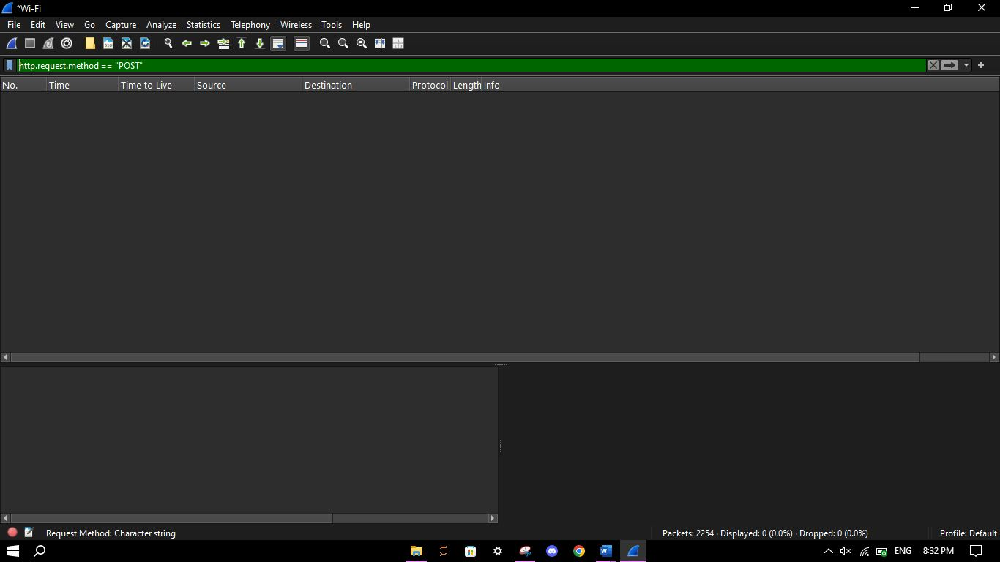 *Wi-Fi
File Edit View Go Capture Analyze Statistics Telephony Wireless Tools Help
http.request.method == "POST"
No. Time Time to Live Source Destination Protocol Length Info
Request Method: Character string Packets: 2254 · Displayed: 0 (0.0%) · Dropped: 0 (0.0%) Profile: Default
ENG 8:32 PM